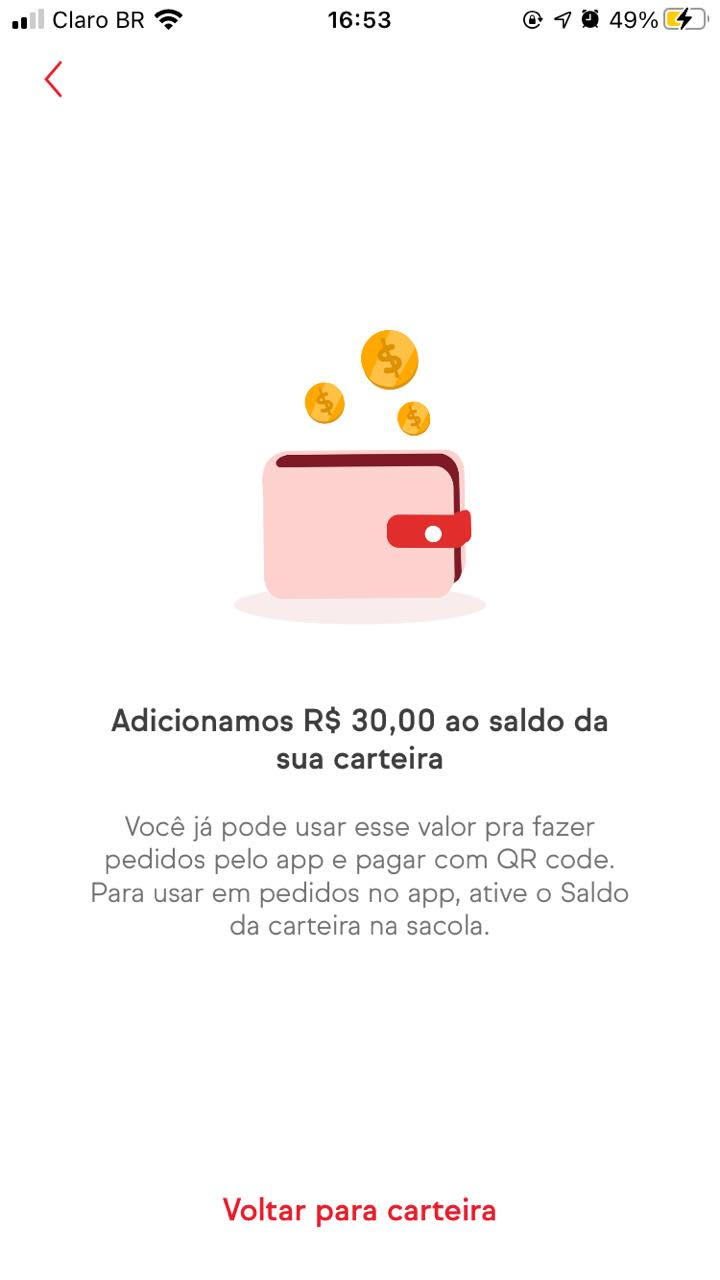 Claro BR 16:53 49%
Adicionamos R$ 30,00 ao saldo da
sua carteira
Você já pode usar esse valor pra fazer
pedidos pelo app e pagar com QR code.
Para usar em pedidos no app, ative o Saldo
da carteira na sacola.
Voltar para carteira